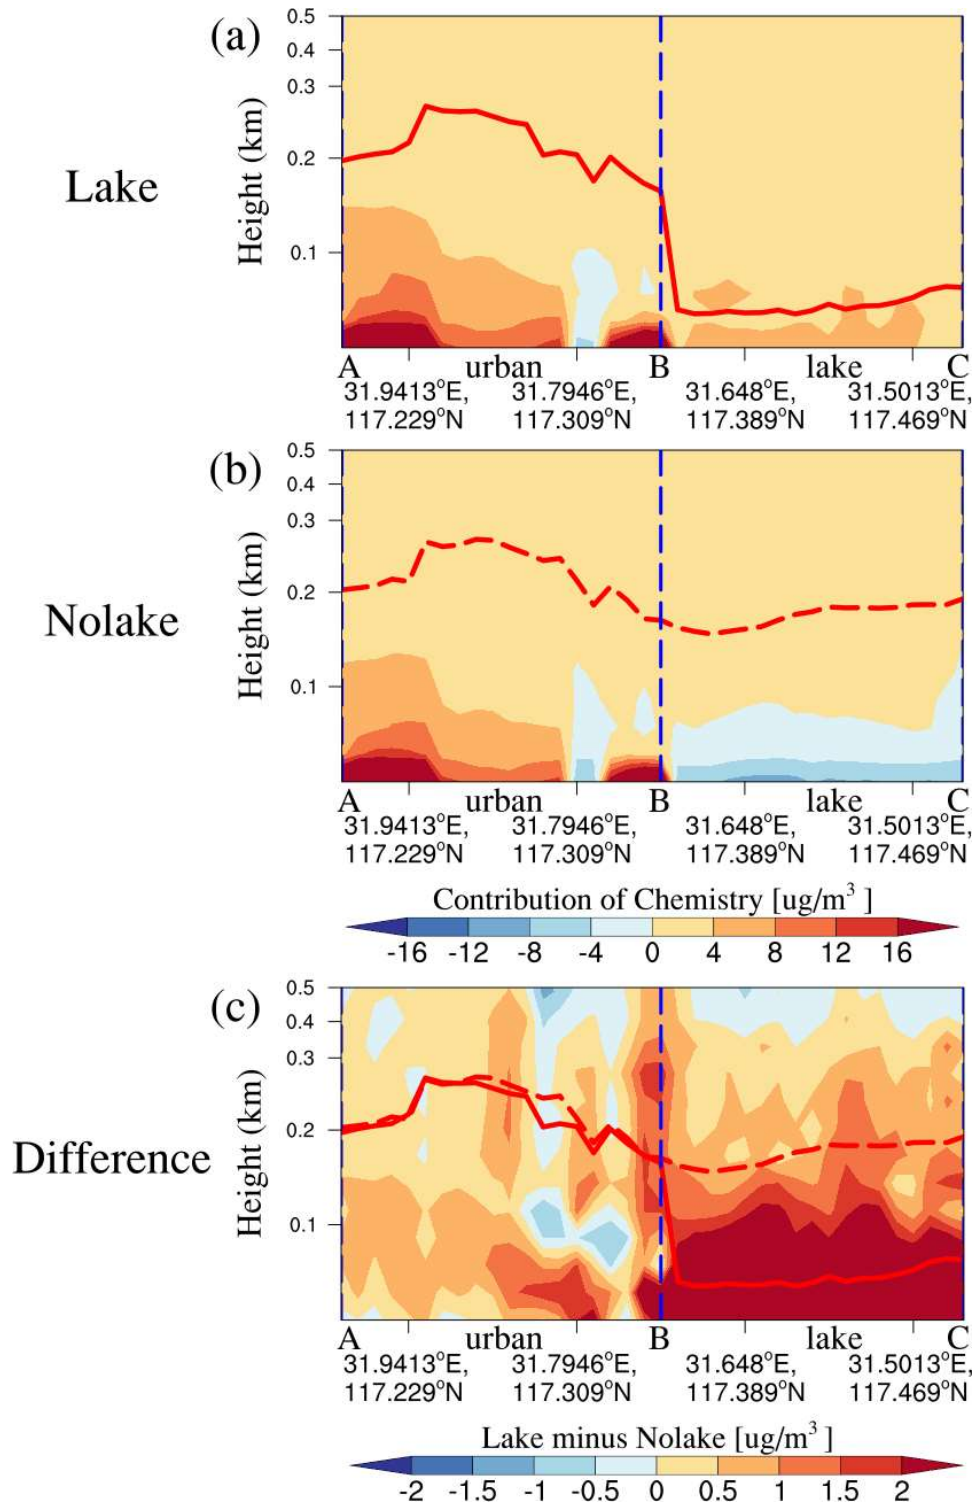 (a)
Lake
Height (km)
0.5
0.4
0.3
0.2
0.1
A urban B lake C
31.9413°E, 31.7946°E, 31.648°E, 31.5013°E,
117.229°N 117.309°N 117.389°N 117.469°N
(b)
Nolake
Height (km)
0.5
0.4
0.3
0.2
0.1
A urban B lake C
31.9413°E, 31.7946°E, 31.648°E, 31.5013°E,
117.229°N 117.309°N 117.389°N 117.469°N
Contribution of Chemistry [ug/m³ ]
-16 -12 -8 -4 0 4 8 12 16
(c)
Difference
Height (km)
0.5
0.4
0.3
0.2
0.1
A urban B lake C
31.9413°E, 31.7946°E, 31.648°E, 31.5013°E,
117.229°N 117.309°N 117.389°N 117.469°N
Lake minus Nolake [ug/m³ ]
-2 -1.5 -1 -0.5 0 0.5 1 1.5 2